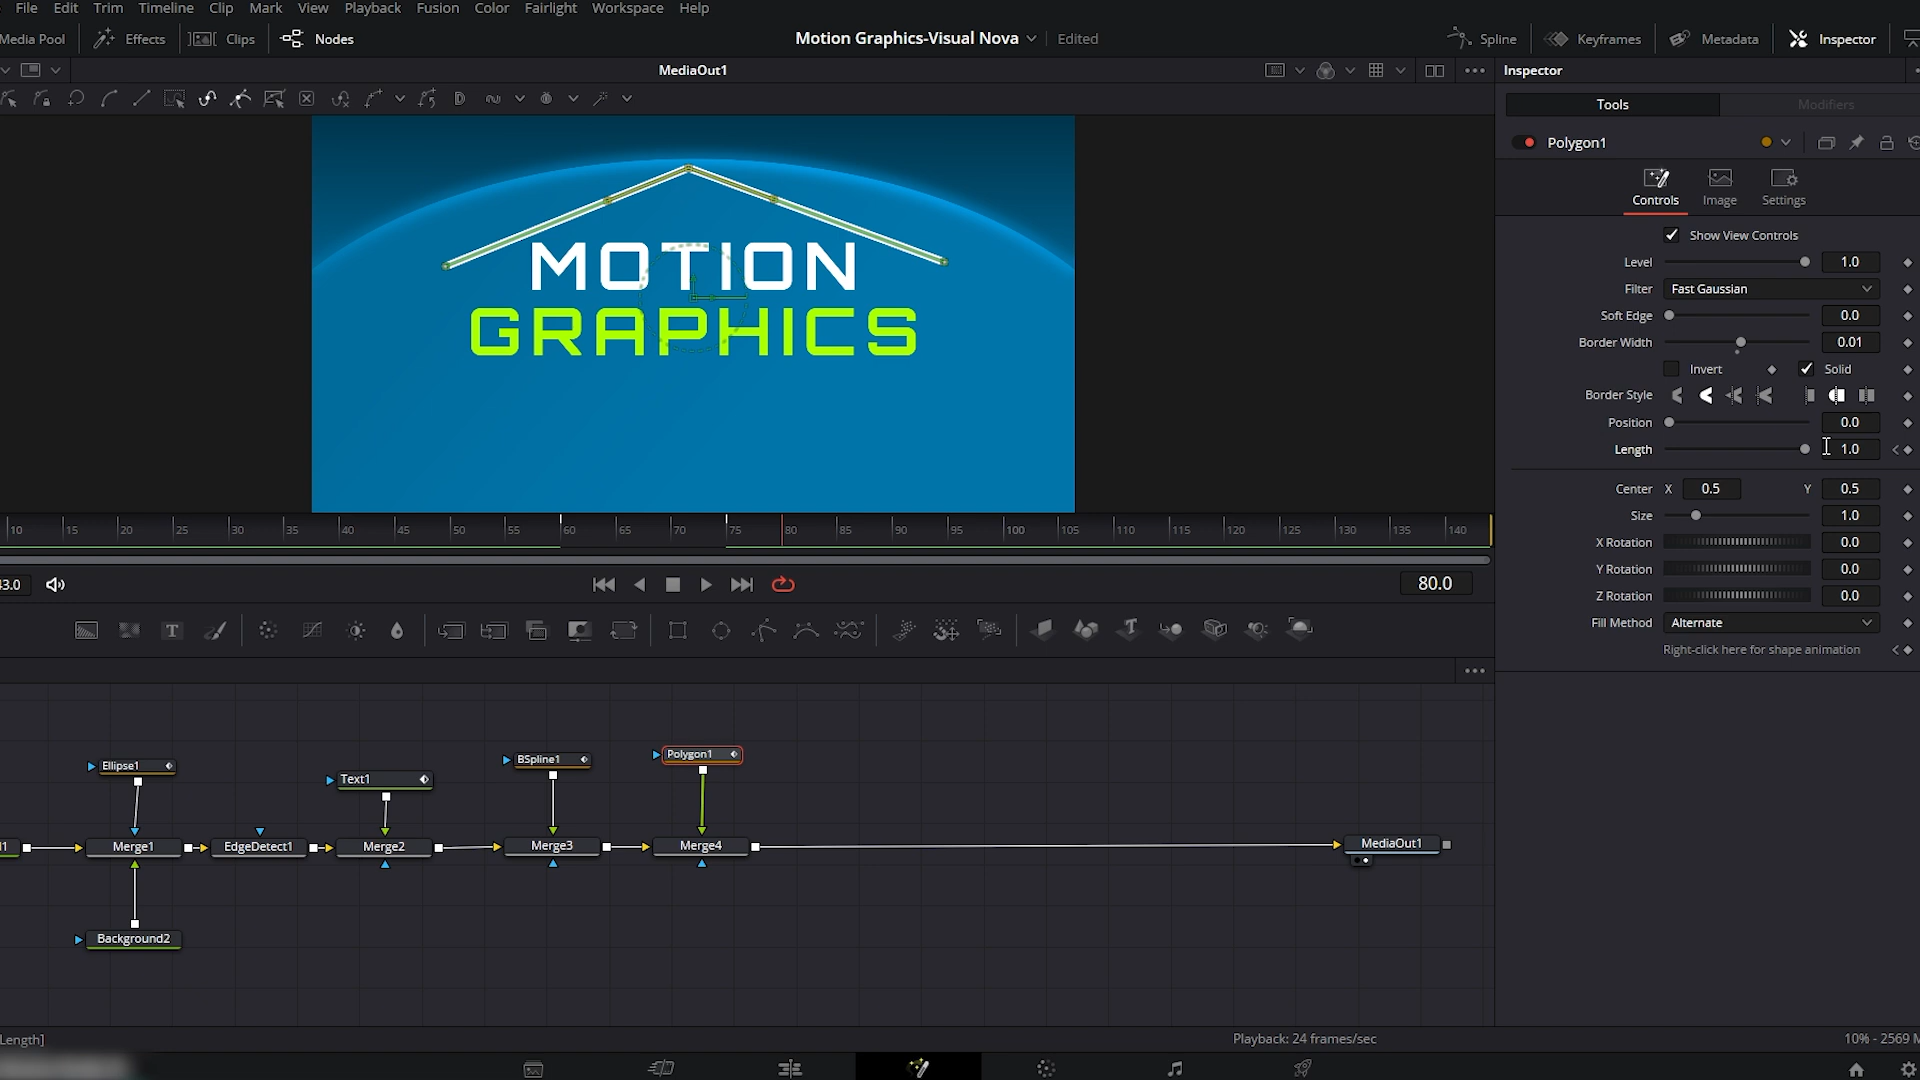 File Edit Trim Timeline Clip Mark View Playback Fusion Color Fairlight Workspace Help
Media Pool Effects Clips Nodes Motion Graphics-Visual Nova Edited Spline Keyframes Metadata Inspector
MediaOut1
Inspector
Tools Modifiers
Polygon1
Controls Image Settings
Show View Controls
Level 1.0
Filter Fast Gaussian
Soft Edge 0.0
Border Width 0.01
Invert Solid
Border Style
Position 0.0
Length 1.0
Center X 0.5 Y 0.5
Size 1.0
X Rotation 0.0
Y Rotation 0.0
Z Rotation 0.0
Fill Method Alternate
Right-click here for shape animation
MOTION
GRAPHICS
10 15 20 25 30 35 40 45 50 55 60 65 70 75 80 85 90 95 100 105 110 115 120 125 130 135 140
43.0 80.0
Ellipse1 Text1 BSpline1 Polygon1
Merge1 EdgeDetect1 Merge2 Merge3 Merge4 MediaOut1
Background2
Length] Playback: 24 frames/sec 10% - 2569 M